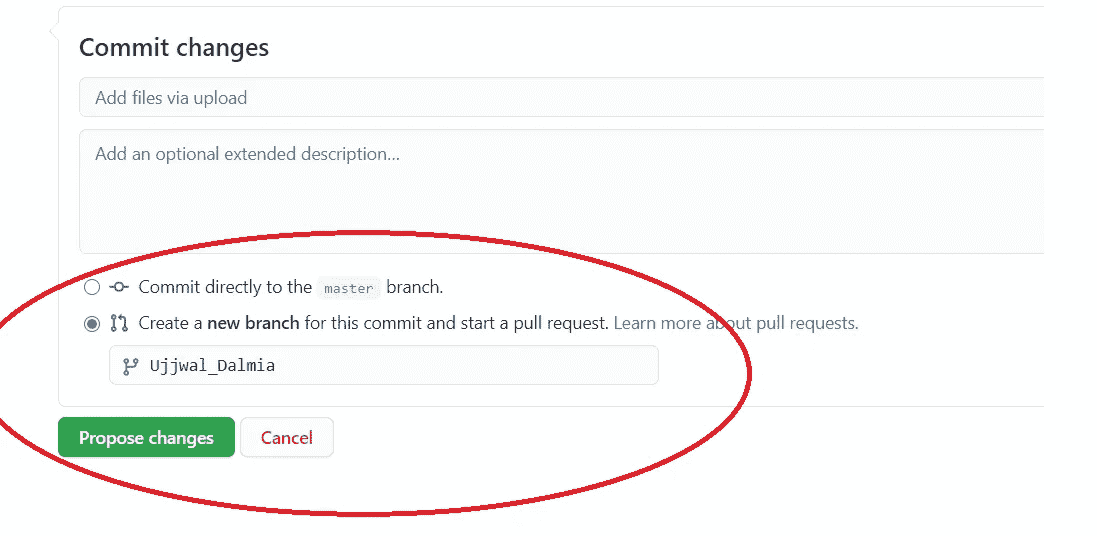 Commit changes
Add files via upload
Add an optional extended description...
Commit directly to the master branch.
Create a new branch for this commit and start a pull request. Learn more about pull requests.
Ujjwal_Dalmia
Propose changes Cancel